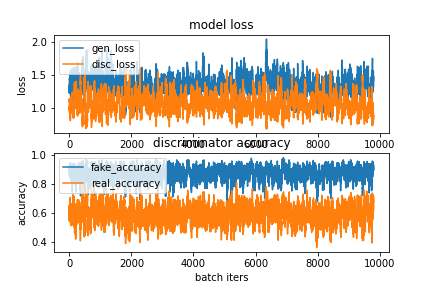 model loss
2.0
1.5
1.0
loss
gen_loss
disc_loss
0 2000 4000 6000 8000 10000
discriminator accuracy
1.0
0.8
0.6
0.4
accuracy
fake_accuracy
real_accuracy
0 2000 4000 6000 8000 10000
batch iters